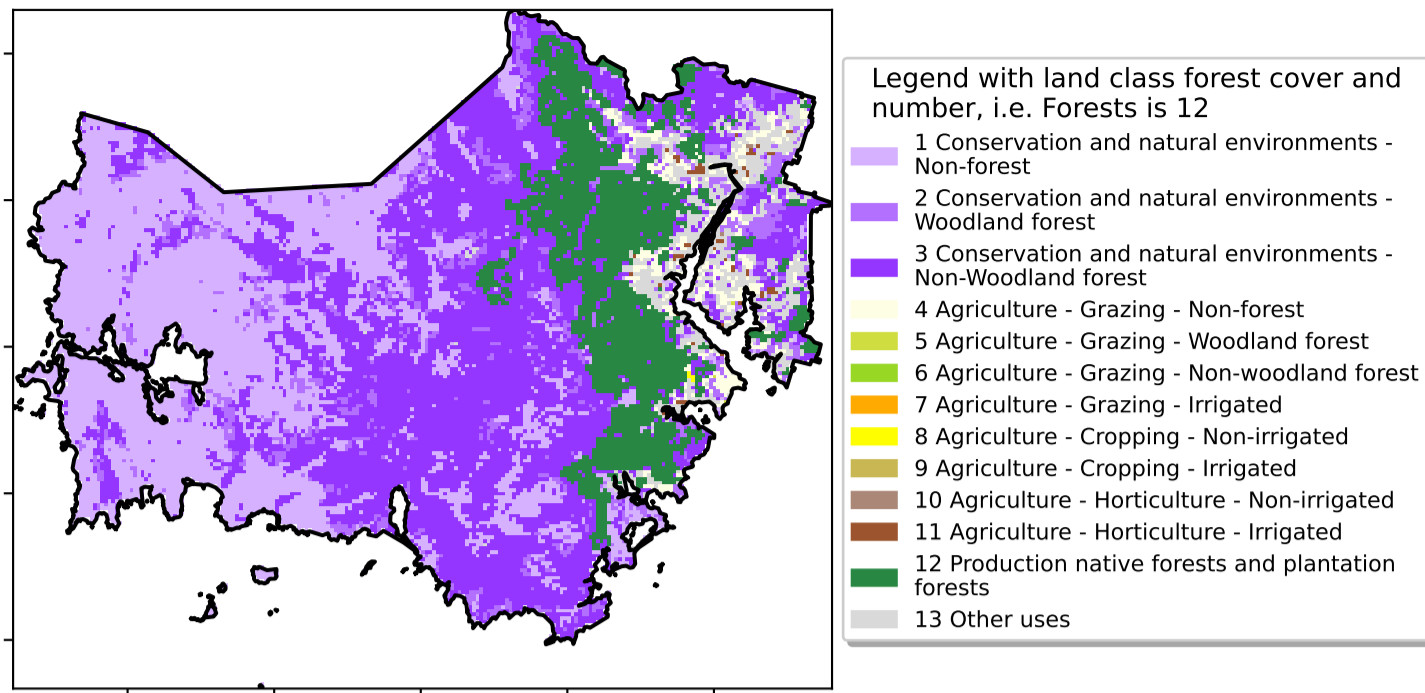 Legend with land class forest cover and
number, i.e. Forests is 12
1 Conservation and natural environments -
Non-forest
2 Conservation and natural environments -
Woodland forest
3 Conservation and natural environments -
Non-Woodland forest
4 Agriculture - Grazing - Non-forest
5 Agriculture - Grazing - Woodland forest
6 Agriculture - Grazing - Non-woodland forest
7 Agriculture - Grazing - Irrigated
8 Agriculture - Cropping - Non-irrigated
9 Agriculture - Cropping - Irrigated
10 Agriculture - Horticulture - Non-irrigated
11 Agriculture - Horticulture - Irrigated
12 Production native forests and plantation
forests
13 Other uses